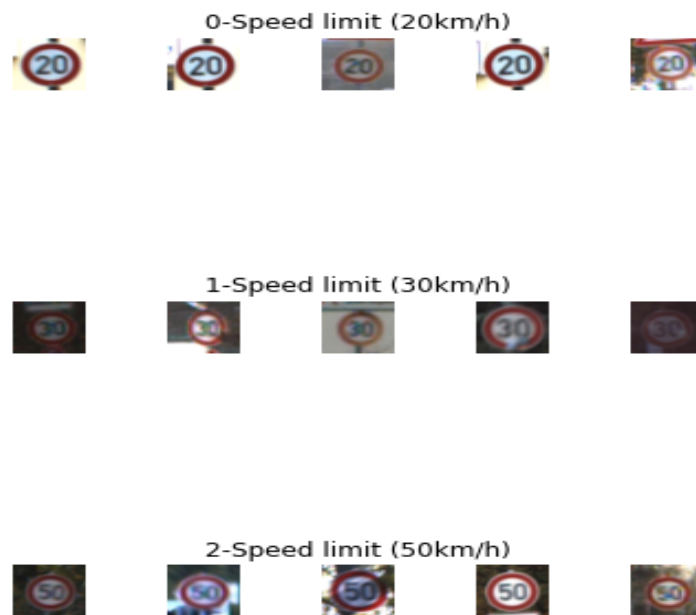 0-Speed limit (20km/h)
20 20 20 20 20
1-Speed limit (30km/h)
30 30 30 30 30
2-Speed limit (50km/h)
50 50 50 50 50